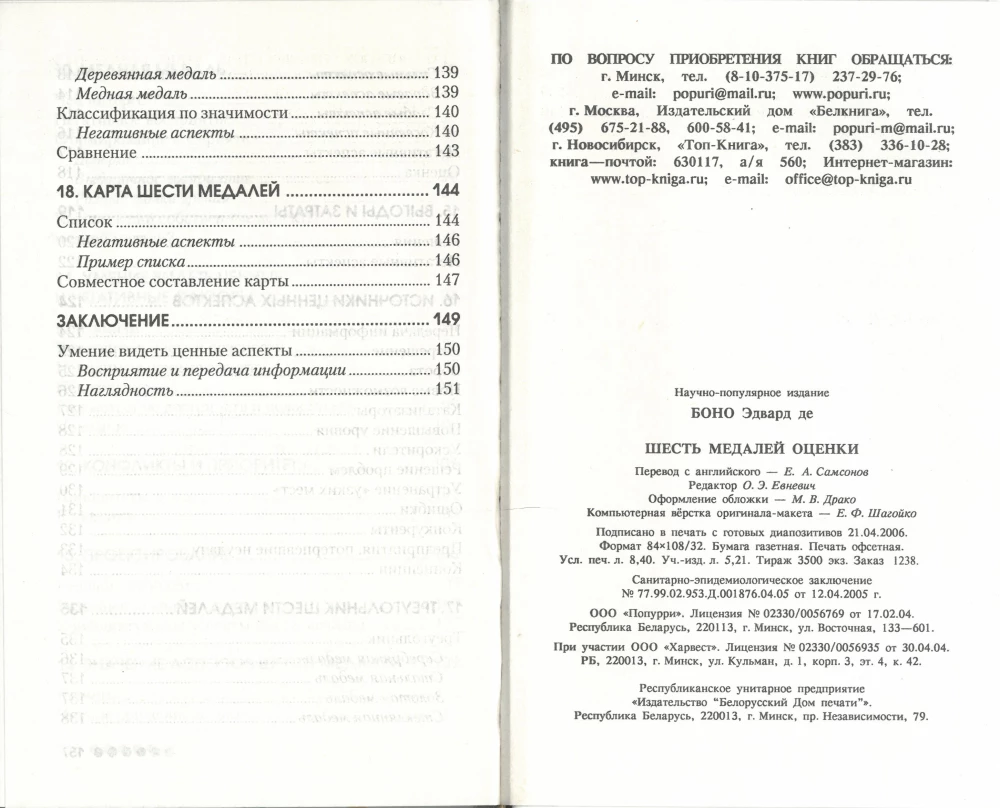 Деревянная медаль ........ 139
Медная медаль ........ 139
Классификация по значимости ........ 140
Негативные аспекты ........ 140
Сравнение ........ 143
18. КАРТА ШЕСТИ МЕДАЛЕЙ ........ 144
Список ........ 144
Негативные аспекты ........ 146
Пример списка ........ 146
Совместное составление карты ........ 147
ЗАКЛЮЧЕНИЕ ........ 149
Умение видеть ценные аспекты ........ 150
Восприятие и передача информации ........ 150
Наглядность ........ 151
ПО ВОПРОСУ ПРИОБРЕТЕНИЯ КНИГ ОБРАЩАТЬСЯ:
г. Минск, тел. (8-10-375-17) 237-29-76;
e-mail: popuri@mail.ru; www.popuri.ru;
г. Москва, Издательский дом «Белкнига», тел.
(495) 675-21-88, 600-58-41; e-mail: popuri-m@mail.ru;
г. Новосибирск, «Топ-Книга», тел. (383) 336-10-28;
книга—почтой: 630117, а/я 560; Интернет-магазин:
www.top-kniga.ru; e-mail: office@top-kniga.ru
Научно-популярное издание
БОНО Эдвард де
ШЕСТЬ МЕДАЛЕЙ ОЦЕНКИ
Перевод с английского — Е. А. Самсонов
Редактор О. Э. Евневич
Оформление обложки — М. В. Драко
Компьютерная вёрстка оригинала-макета — Е. Ф. Шагойко
Подписано в печать с готовых диапозитивов 21.04.2006.
Формат 84×108/32. Бумага газетная. Печать офсетная.
Усл. печ. л. 8,40. Уч.-изд. л. 5,21. Тираж 3500 экз. Заказ 1238.
Санитарно-эпидемиологическое заключение
№ 77.99.02.953.Д.001876.04.05 от 12.04.2005 г.
ООО «Попурри». Лицензия № 02330/0056769 от 17.02.04.
Республика Беларусь, 220113, г. Минск, ул. Восточная, 133—601.
При участии ООО «Харвест». Лицензия № 02330/0056935 от 30.04.04.
РБ, 220013, г. Минск, ул. Кульман, д. 1, корп. 3, эт. 4, к. 42.
Республиканское унитарное предприятие
«Издательство "Белорусский Дом печати"».
Республика Беларусь, 220013, г. Минск, пр. Независимости, 79.